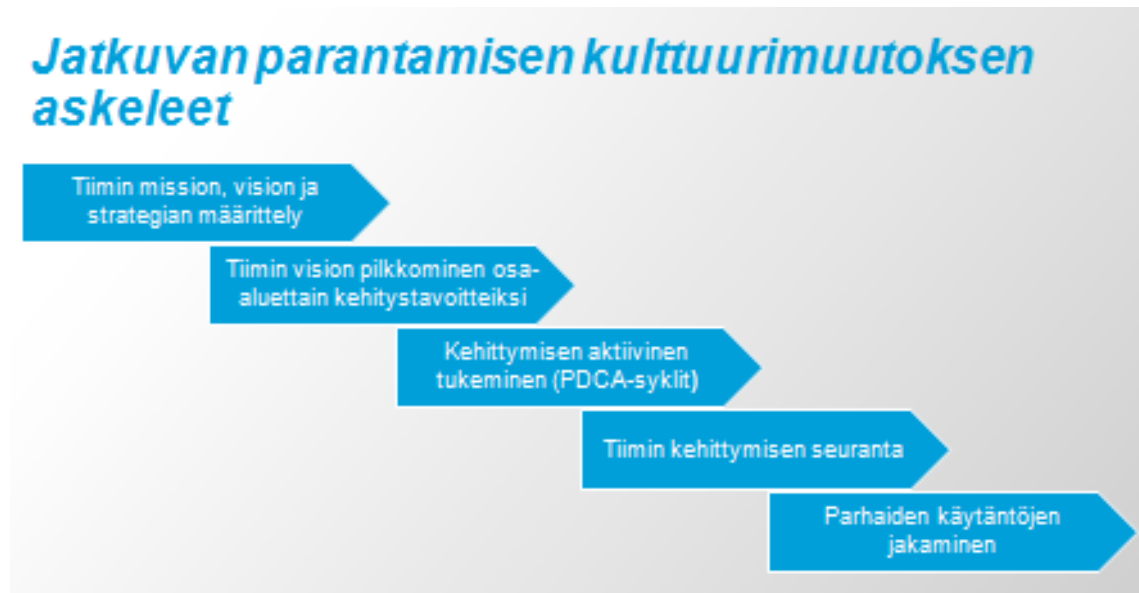 Jatkuvan parantamisen kulttuurimuutoksen
askeleet
Tiimin mission, vision ja
strategian määrittely
Tiimin vision pilkkominen osa-
aluettain kehitystavoitteiksi
Kehittymisen aktiivinen
tukeminen (PDCA-syklit)
Tiimin kehittymisen seuranta
Parhaiden käytäntöjen
jakaminen